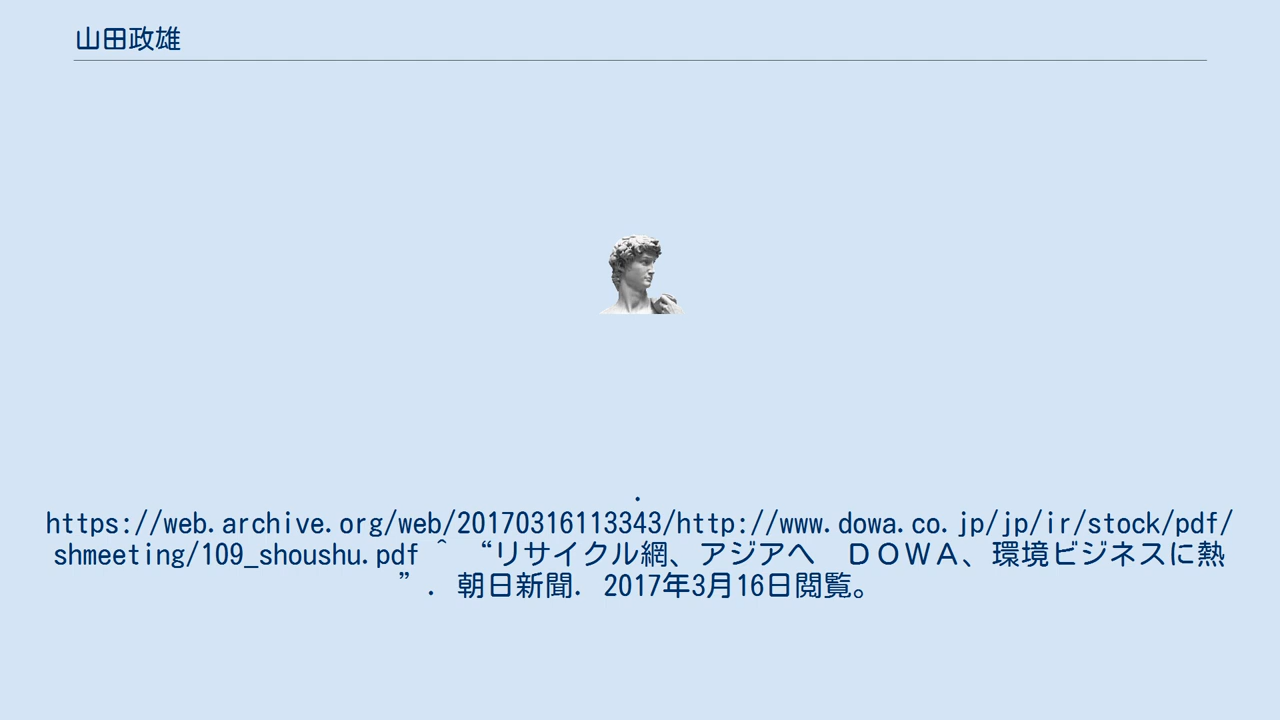 山田政雄
.
https://web.archive.org/web/20170316113343/http://www.dowa.co.jp/jp/ir/stock/pdf/
shmeeting/109_shoushu.pdf ^ “リサイクル網、アジアへ　ＤＯＷＡ、環境ビジネスに熱
”. 朝日新聞. 2017年3月16日閲覧。